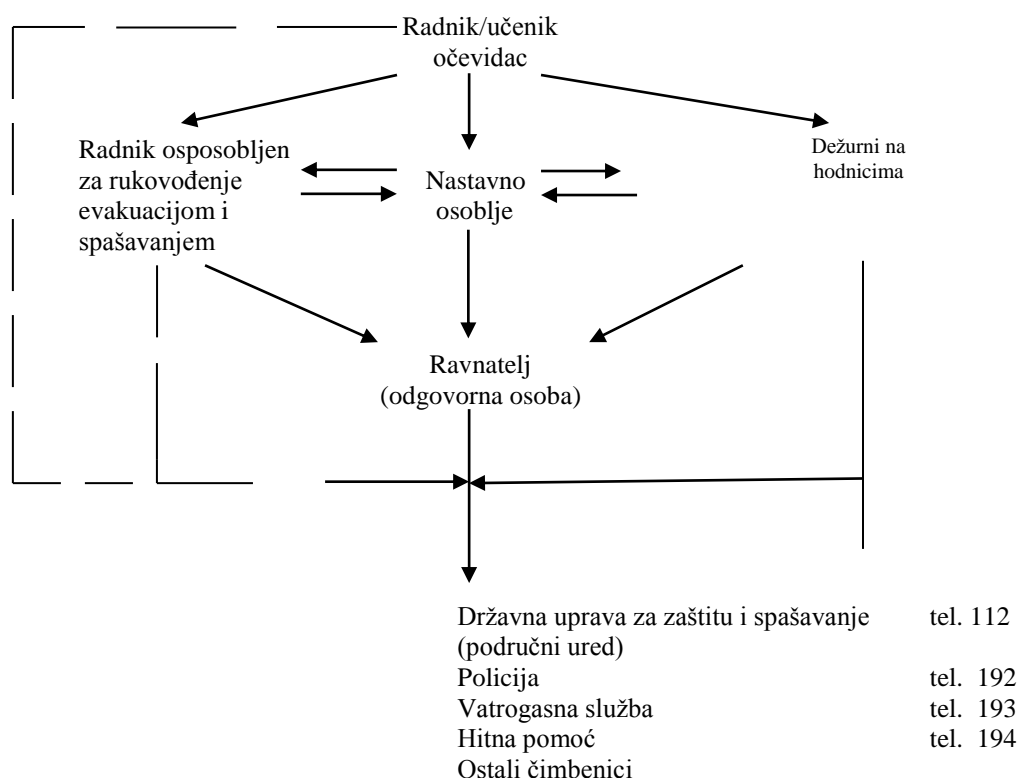 Radnik/učenik
očevidac
Radnik osposobljen
za rukovođenje
evakuacijom i
spašavanjem
Nastavno
osoblje
Dežurni na
hodnicima
Ravnatelj
(odgovorna osoba)
Državna uprava za zaštitu i spašavanje tel. 112
(područni ured)
Policija tel. 192
Vatrogasna služba tel. 193
Hitna pomoć tel. 194
Ostali čimbenici